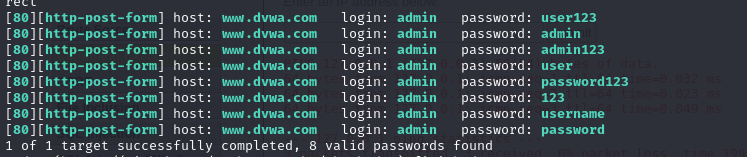 rect
[80][http-post-form] host: www.dvwa.com login: admin password: user123
[80][http-post-form] host: www.dvwa.com login: admin password: admin
[80][http-post-form] host: www.dvwa.com login: admin password: admin123
[80][http-post-form] host: www.dvwa.com login: admin password: user
[80][http-post-form] host: www.dvwa.com login: admin password: password123
[80][http-post-form] host: www.dvwa.com login: admin password: 123
[80][http-post-form] host: www.dvwa.com login: admin password: username
[80][http-post-form] host: www.dvwa.com login: admin password: password
1 of 1 target successfully completed, 8 valid passwords found